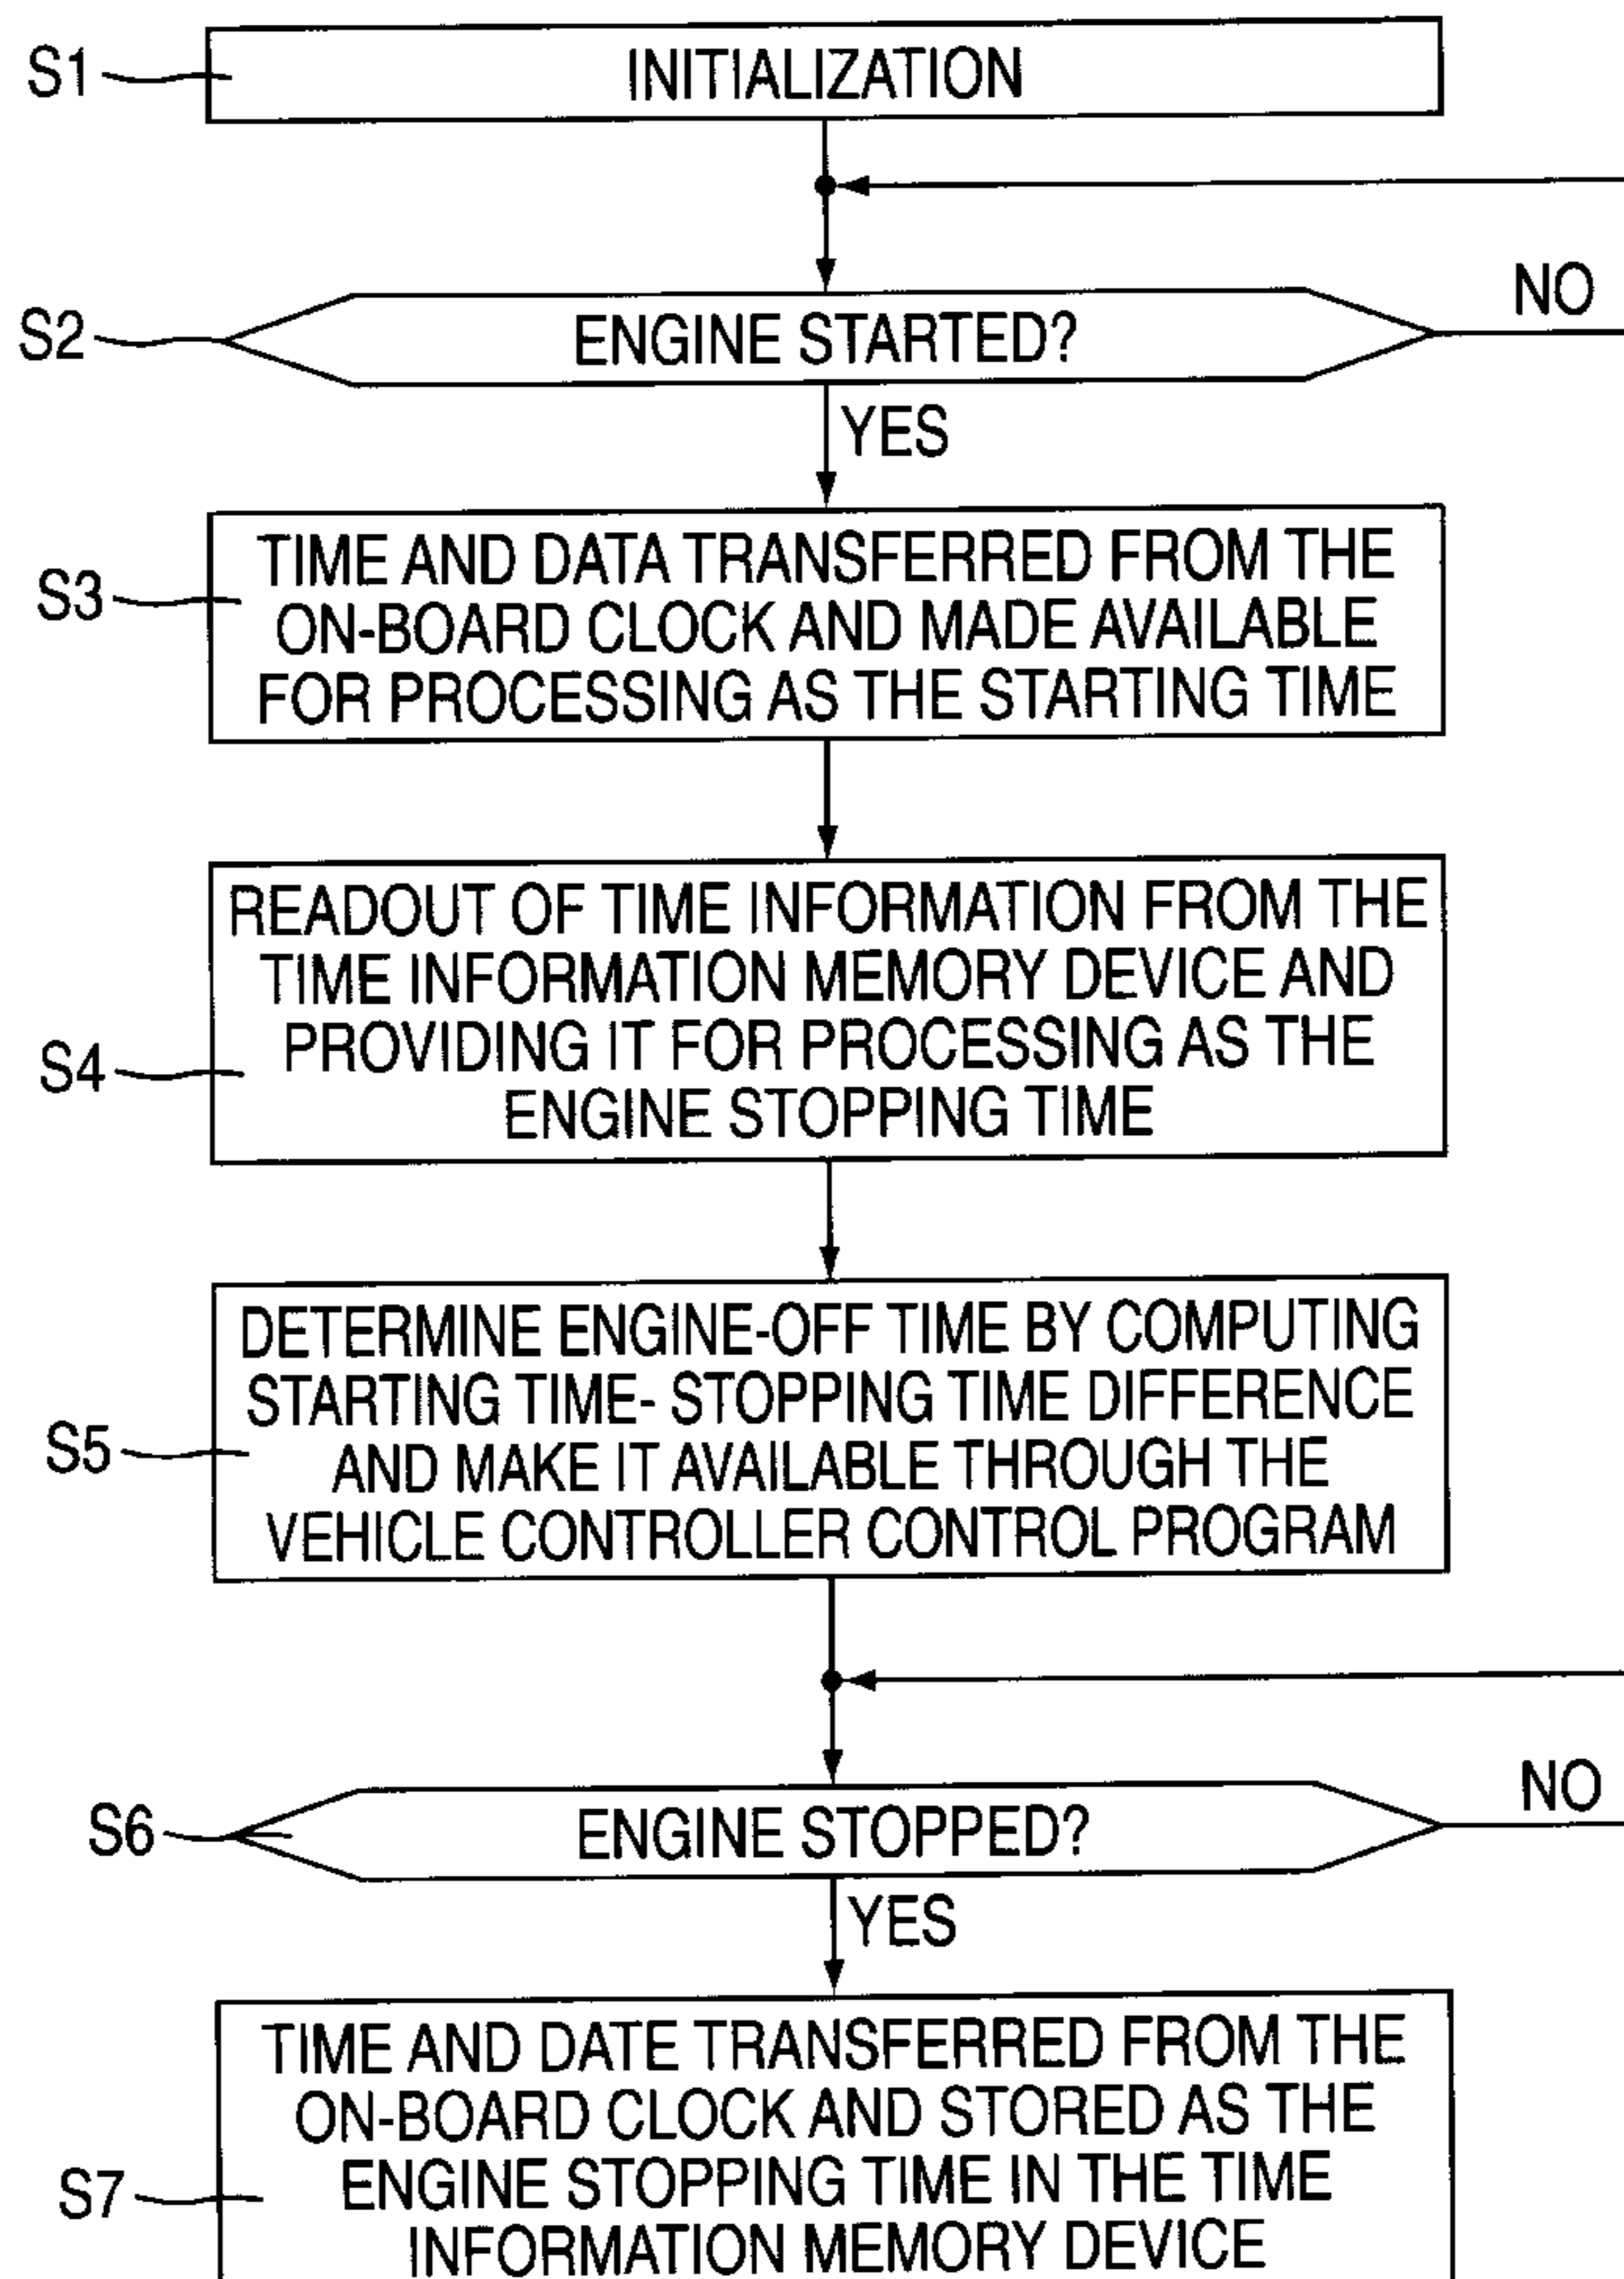 S1
INITIALIZATION
NO
S2
ENGINE STARTED?
YES
S3
TIME AND DATA TRANSFERRED FROM THE
ON-BOARD CLOCK AND MADE AVAILABLE
FOR PROCESSING AS THE STARTING TIME
S4
READOUT OF TIME INFORMATION FROM THE
TIME INFORMATION MEMORY DEVICE AND
PROVIDING IT FOR PROCESSING AS THE
ENGINE STOPPING TIME
S5
DETERMINE ENGINE-OFF TIME BY COMPUTING
STARTING TIME- STOPPING TIME DIFFERENCE
AND MAKE IT AVAILABLE THROUGH THE
VEHICLE CONTROLLER CONTROL PROGRAM
NO
S6
ENGINE STOPPED?
YES
S7
TIME AND DATE TRANSFERRED FROM THE
ON-BOARD CLOCK AND STORED AS THE
ENGINE STOPPING TIME IN THE TIME
INFORMATION MEMORY DEVICE